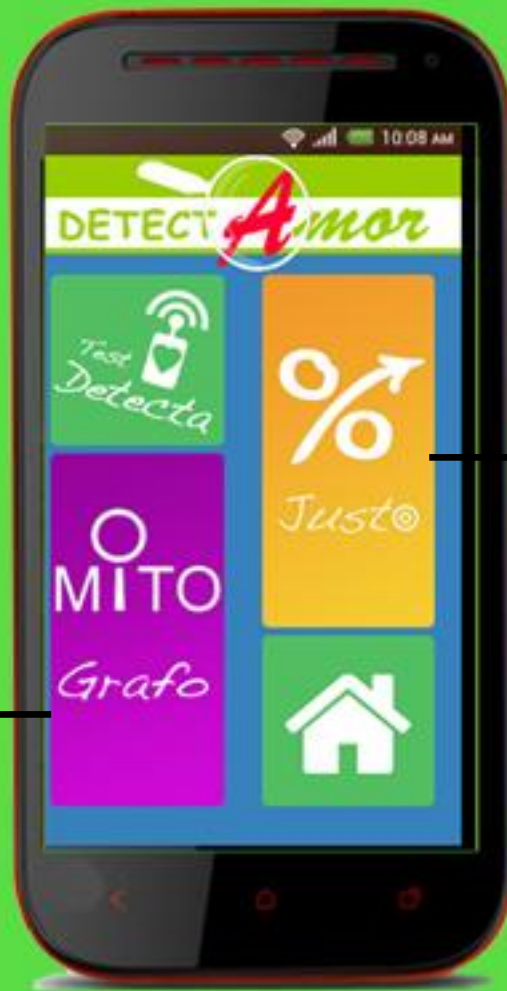 10:08 AM
DETECTAmor
Test
Detecta
%
Justo
MITO
Grafo